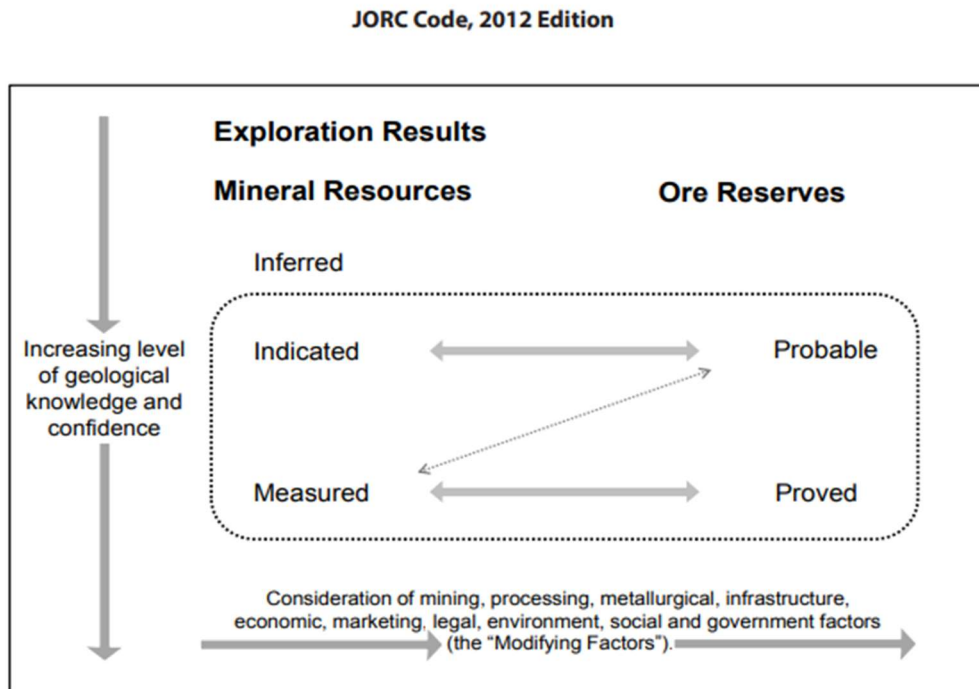 JORC Code, 2012 Edition
Exploration Results
Mineral Resources
Ore Reserves
Inferred
Indicated
Probable
Increasing level
of geological
knowledge and
confidence
Measured
Proved
Consideration of mining, processing, metallurgical, infrastructure,
economic, marketing, legal, environment, social and government factors
(the “Modifying Factors”).